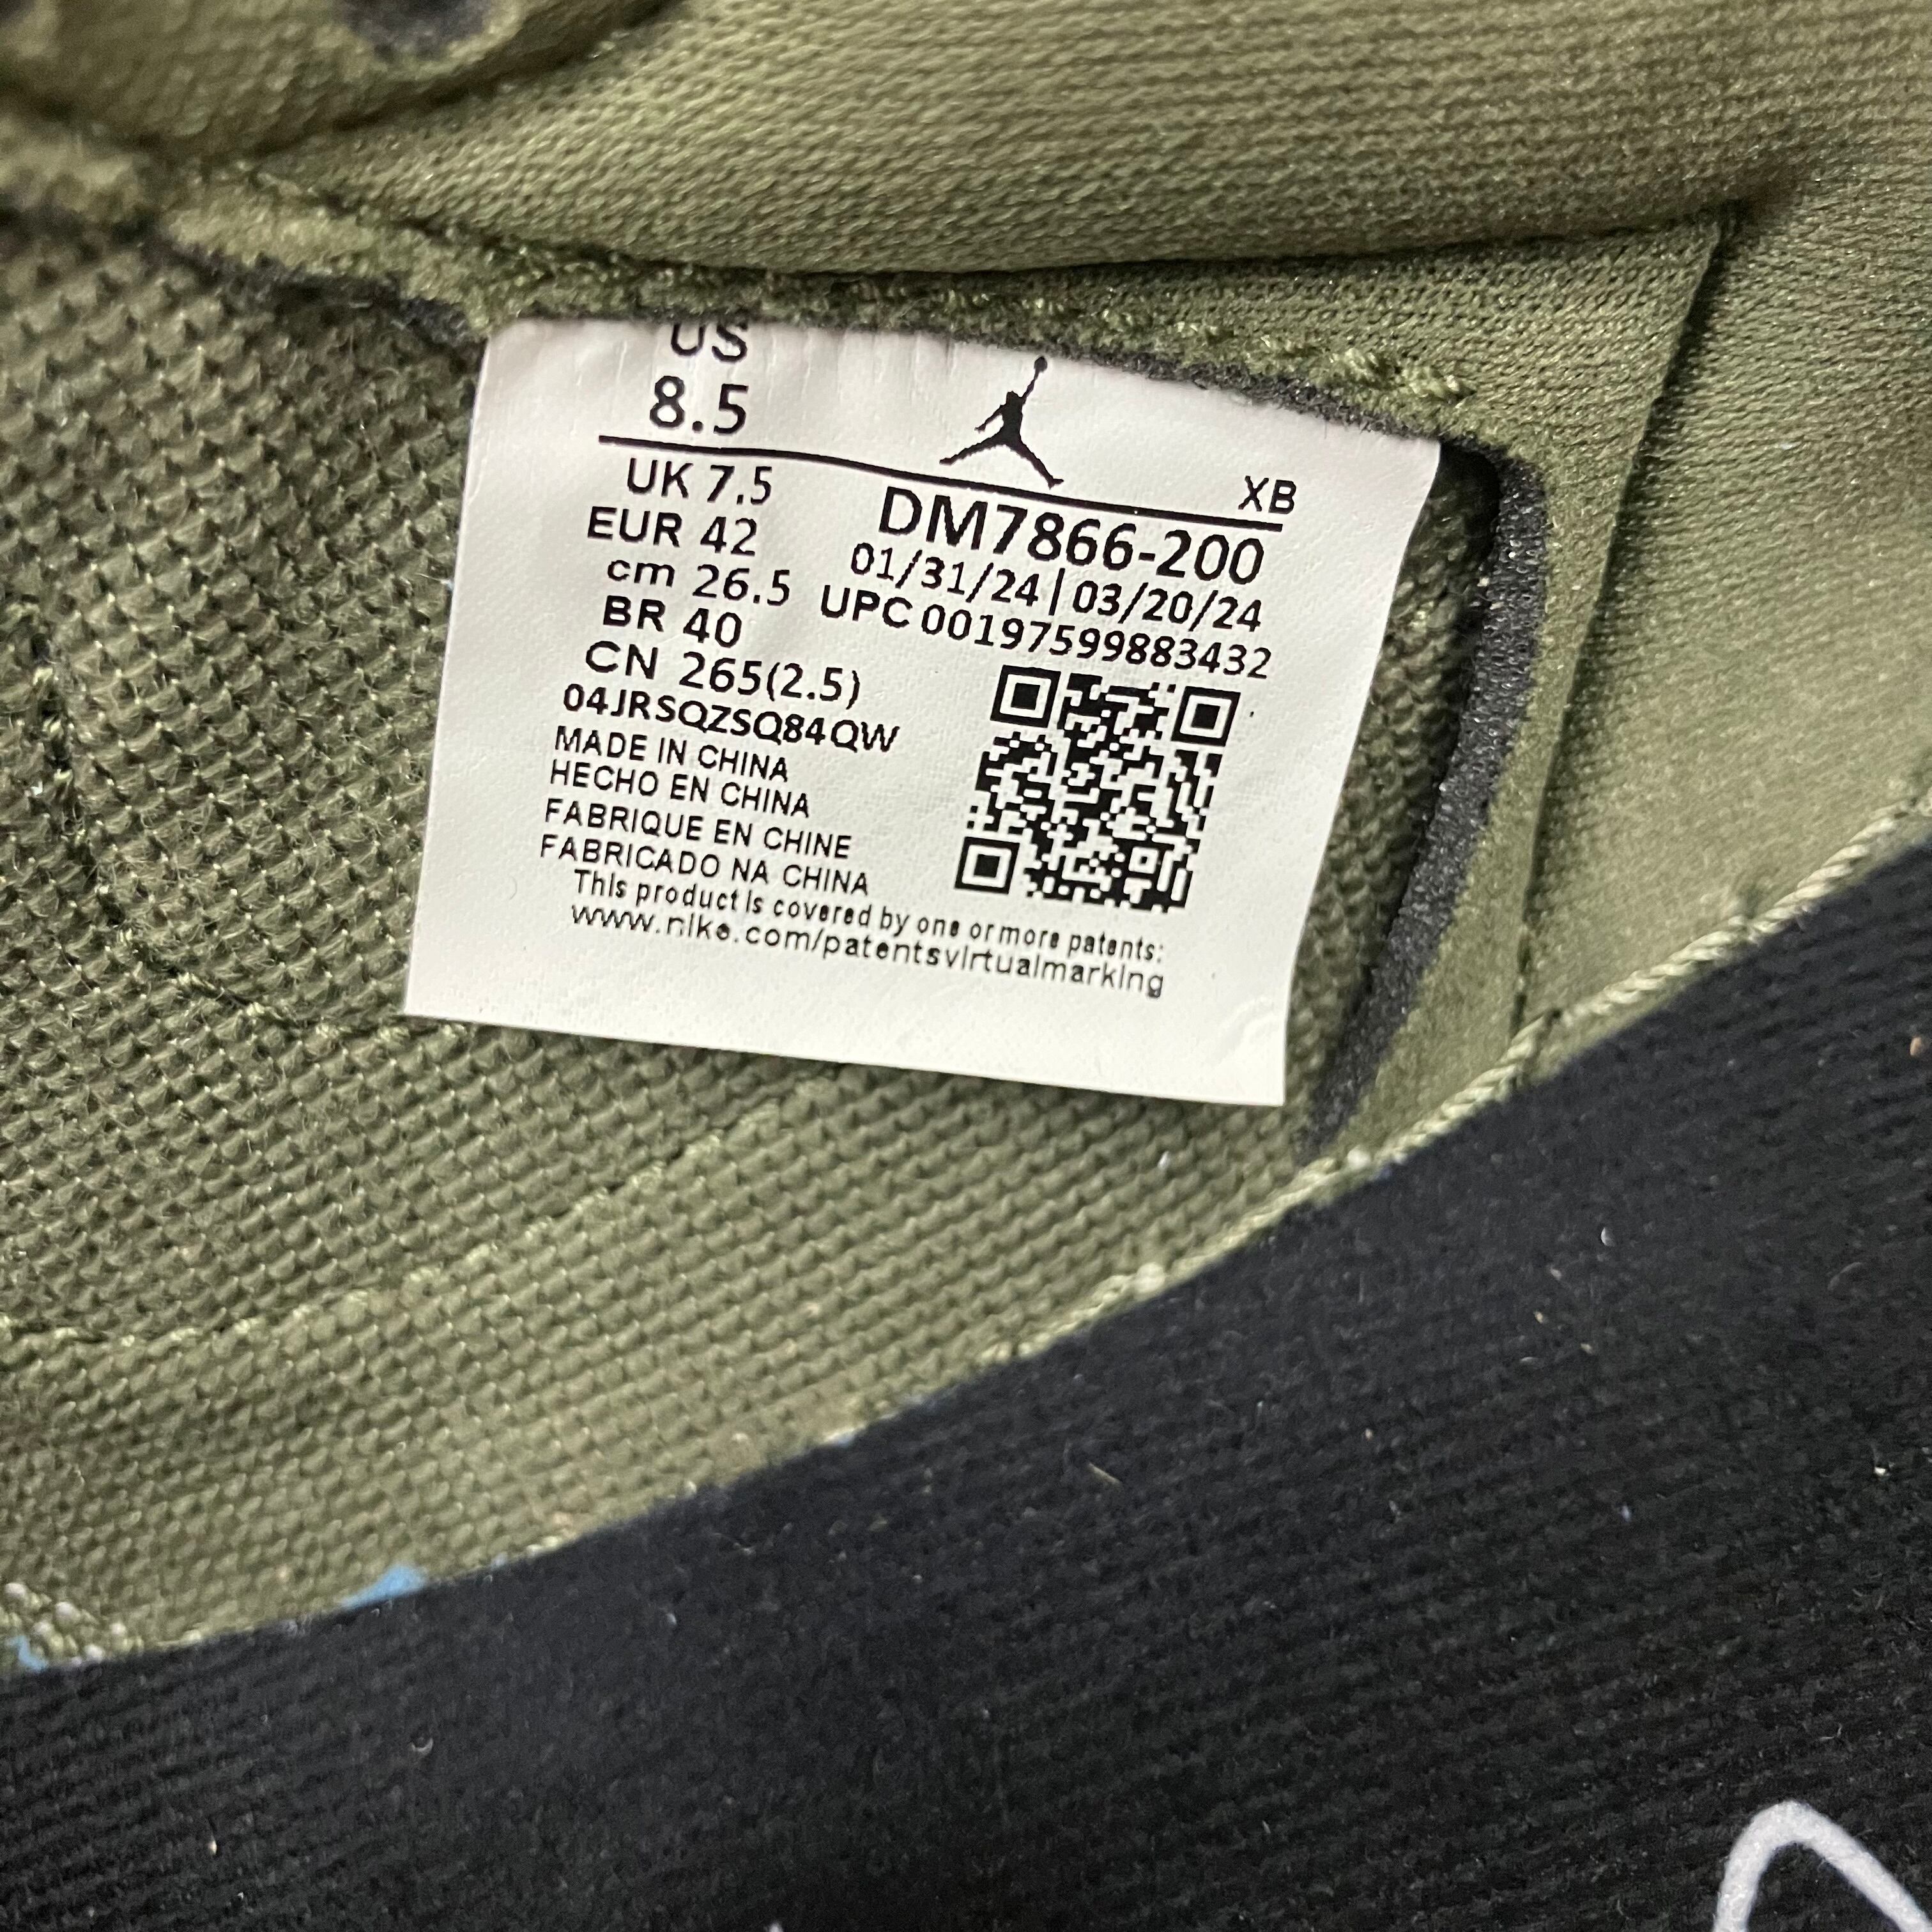 US
8.5
XB
UK 7.5
EUR 42
cm 26.5
BR 40
CN 265(2.5)
DM7866-200
01/31/24|03/20/24
UPC 00197599883432
04JRSQZSQ84QW
MADE IN CHINA
HECHO EN CHINA
FABRIQUE EN CHINE
FABRICADO NA CHINA
This product is covered by one or more patents:
www.nike.com/patentsvirtualmarking